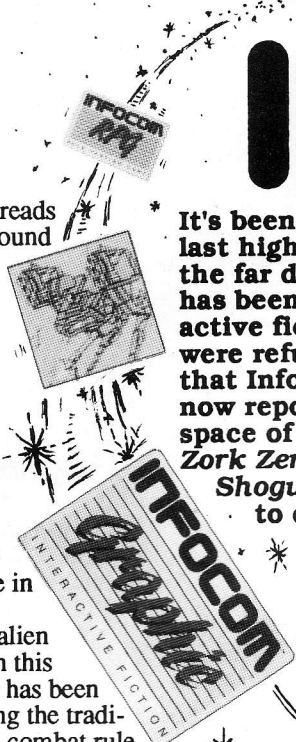 INFOCOM
RPG
reads
ound
It's been
last high
the far d
has been
active fic
were refu
that Info
now repo
space of
Zork Zer
Shogu
to
INFOCOM
Graphic
INTERACTIVE FICTION
e in
alien
n this
has been
ng the tradi-
combat rule